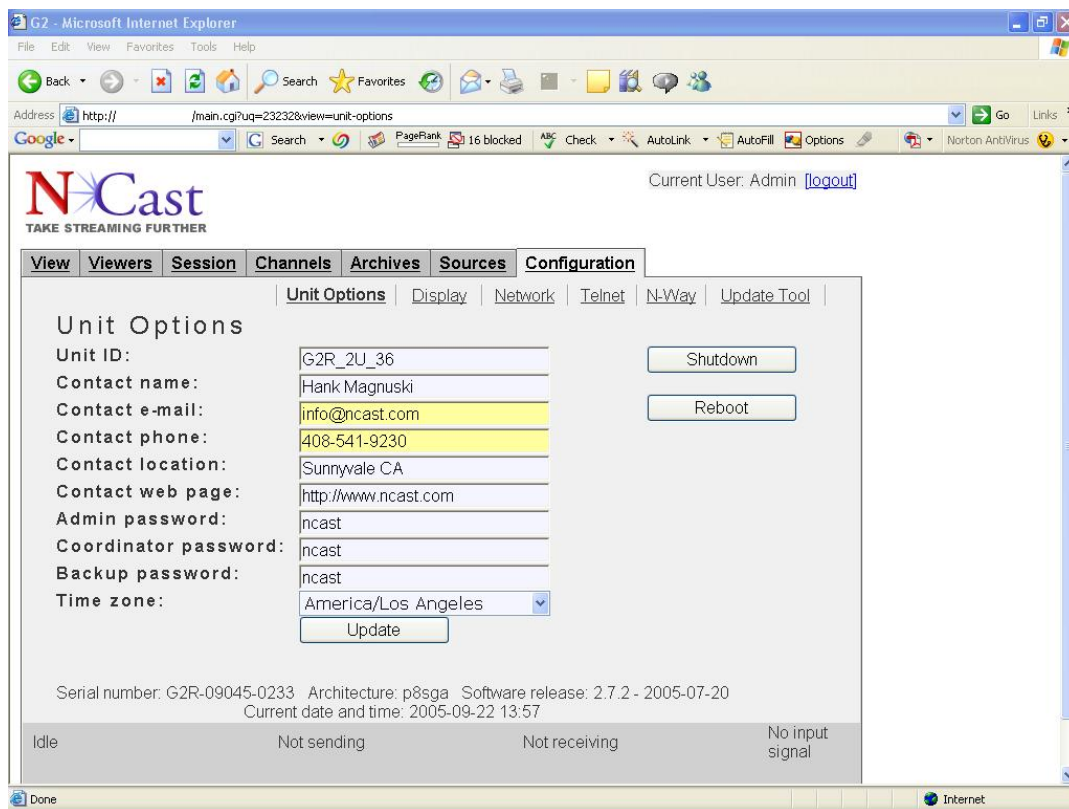 G2 - Microsoft Internet Explorer
File Edit View Favorites Tools Help
Back Search Favorites
Address http:// /main.cgi?uq=23232&view=unit-options Go Links
Google Search PageRank 16 blocked ABC Check AutoLink AutoFill Options Norton AntiVirus
Current User: Admin [logout]
NCast
TAKE STREAMING FURTHER
View Viewers Session Channels Archives Sources Configuration
Unit Options Display Network Telnet N-Way Update Tool
Unit Options
Unit ID: G2R_2U_36 Shutdown
Contact name: Hank Magnuski
Contact e-mail: info@ncast.com Reboot
Contact phone: 408-541-9230
Contact location: Sunnyvale CA
Contact web page: http://www.ncast.com
Admin password: ncast
Coordinator password: ncast
Backup password: ncast
Time zone: America/Los Angeles
Update
Serial number: G2R-09045-0233 Architecture: p8sga Software release: 2.7.2 - 2005-07-20
Current date and time: 2005-09-22 13:57
Idle Not sending Not receiving No input signal
Done Internet